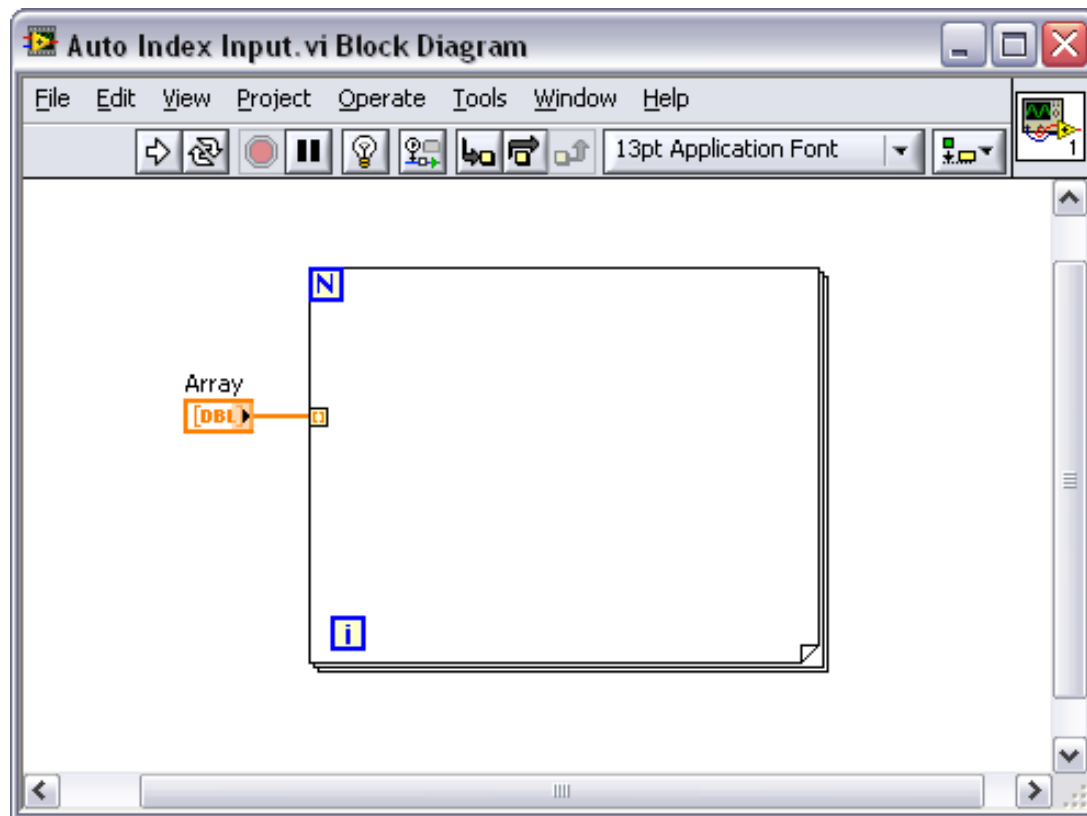 Auto Index Input.vi Block Diagram
File Edit View Project Operate Tools Window Help
13pt Application Font
1
N
Array
[DBL]
i